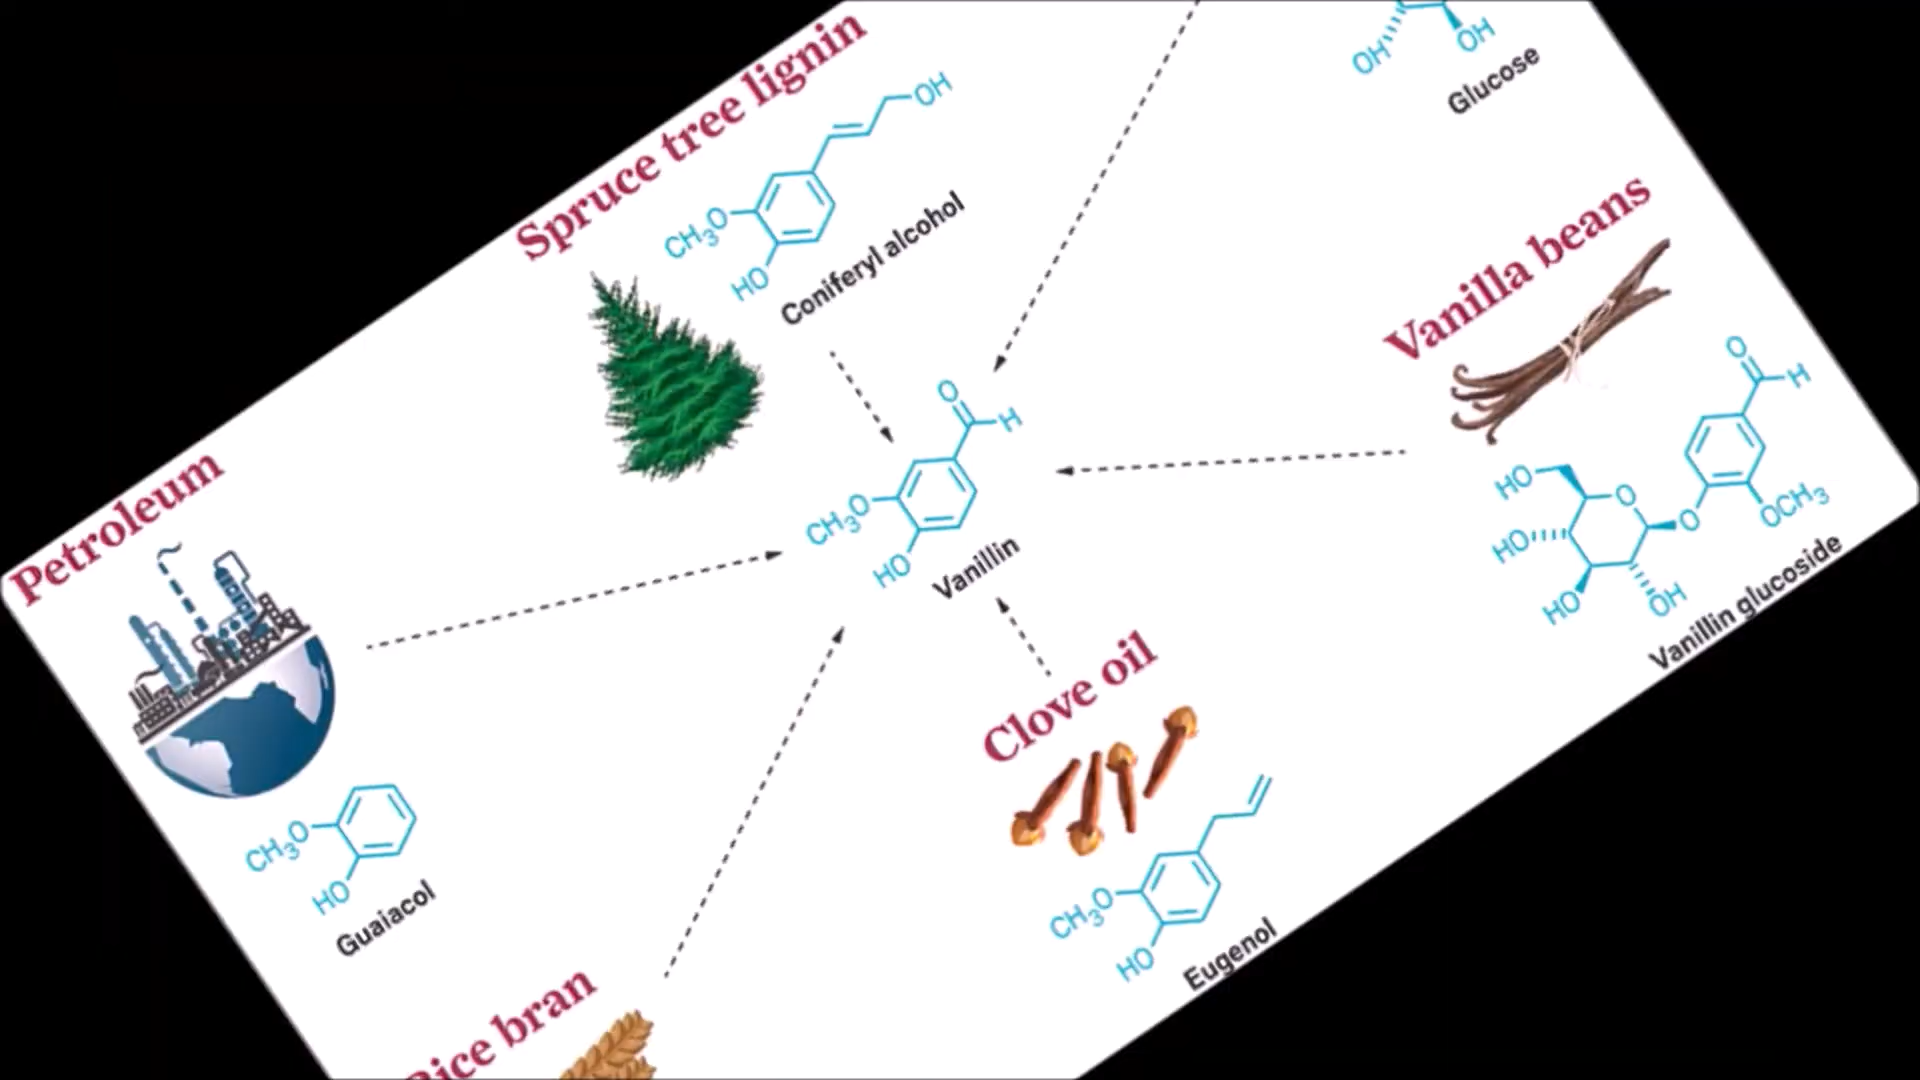 Spruce tree lignin
OH
CH₃O
HO
Coniferyl alcohol
OH
OH
Glucose
Vanilla beans
O
H
HO
O
HO
O
OCH₃
HO
OH
Vanillin glucoside
Petroleum
CH₃O
HO
Guaiacol
O
H
CH₃O
HO
Vanillin
Clove oil
CH₃O
HO
Eugenol
Rice bran